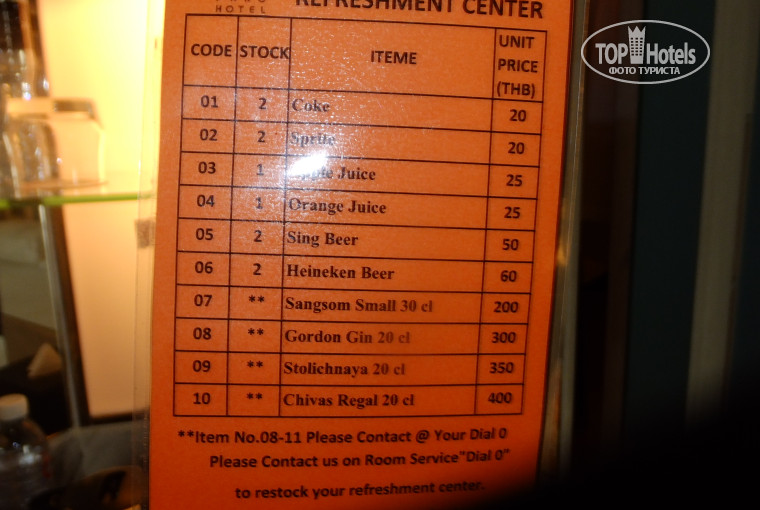 HOTEL
REFRESHMENT CENTER
CODE STOCK ITEME UNIT PRICE (THB)
01 2 Coke 20
02 2 Sprite 20
03 1 Juice 25
04 1 Orange Juice 25
05 2 Sing Beer 50
06 2 Heineken Beer 60
07 ** Sangsom Small 30 cl 200
08 ** Gordon Gin 20 cl 300
09 ** Stolichnaya 20 cl 350
10 ** Chivas Regal 20 cl 400
**Item No.08-11 Please Contact @ Your Dial 0
Please Contact us on Room Service"Dial 0"
to restock your refreshment center.
TOP Hotels
ФОТО ТУРИСТА